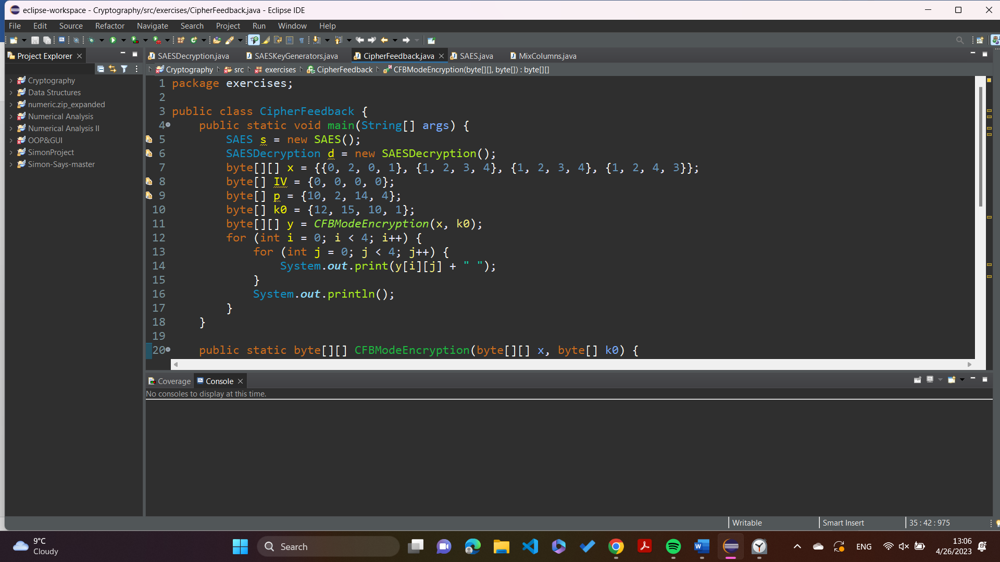 eclipse-workspace - Cryptography/src/exercises/CipherFeedback.java - Eclipse IDE
File Edit Source Refactor Navigate Search Project Run Window Help
Project Explorer
SAESDecryption.java SAESKeyGenerators.java CipherFeedback.java SAES.java MixColumns.java
Cryptography src exercises CipherFeedback CFBModeEncryption(byte[][], byte[]) : byte[][]
Cryptography
Data Structures
numeric.zip_expanded
Numerical Analysis
Numerical Analysis II
OOP&GUI
SimonProject
Simon-Says-master
1 package exercises;
2
3 public class CipherFeedback {
4 public static void main(String[] args) {
5 SAES s = new SAES();
6 SAESDecryption d = new SAESDecryption();
7 byte[][] x = {{0, 2, 0, 1}, {1, 2, 3, 4}, {1, 2, 3, 4}, {1, 2, 4, 3}};
8 byte[] IV = {0, 0, 0, 0};
9 byte[] p = {10, 2, 14, 4};
10 byte[] k0 = {12, 15, 10, 1};
11 byte[][] y = CFBModeEncryption(x, k0);
12 for (int i = 0; i < 4; i++) {
13 for (int j = 0; j < 4; j++) {
14 System.out.print(y[i][j] + " ");
15 }
16 System.out.println();
17 }
18 }
19
20 public static byte[][] CFBModeEncryption(byte[][] x, byte[] k0) {
Coverage Console
No consoles to display at this time.
Writable Smart Insert 35 : 42 : 975
9°C
Cloudy
Search
ENG
13:06
4/26/2023